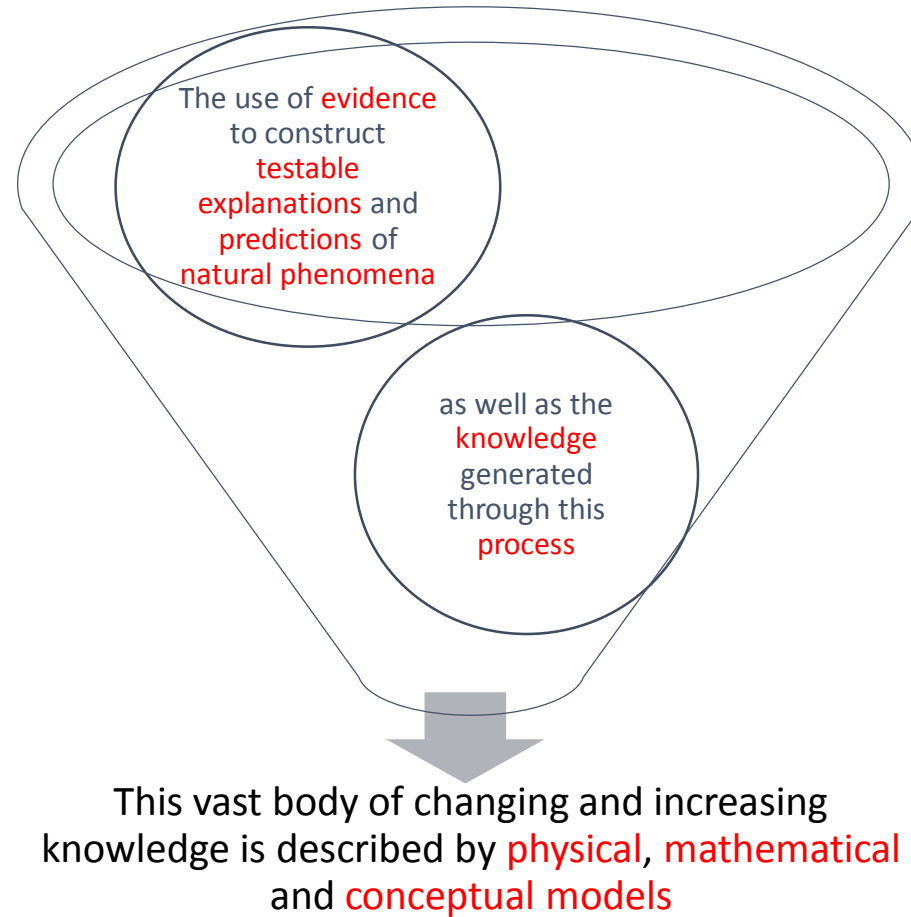 The use of evidence
to construct
testable
explanations and
predictions of
natural phenomena
as well as the
knowledge
generated
through this
process
This vast body of changing and increasing
knowledge is described by physical, mathematical
and conceptual models